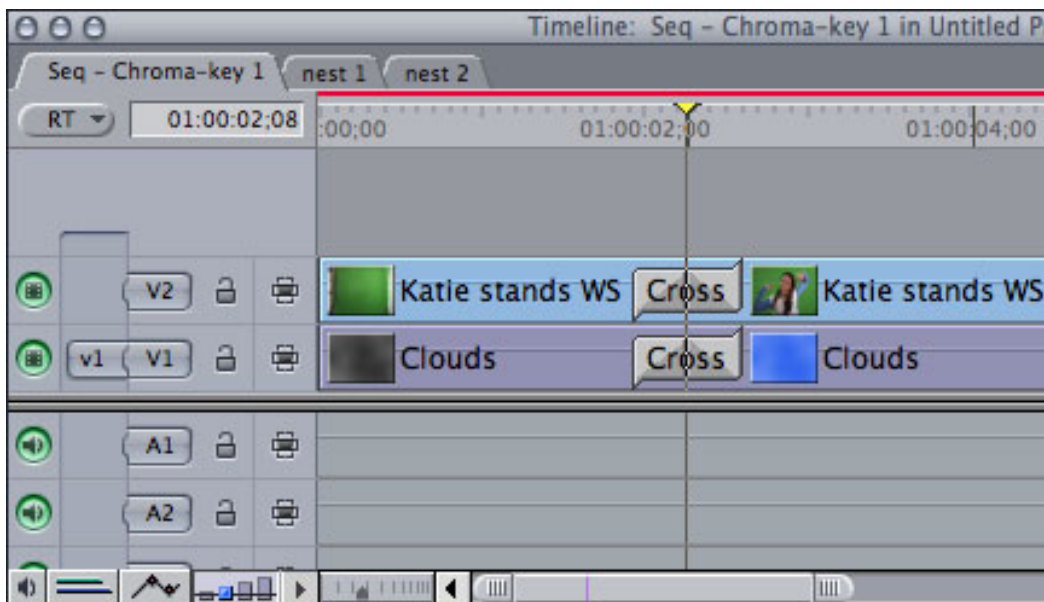 Timeline: Seq – Chroma-key 1 in Untitled P
Seq – Chroma-key 1 nest 1 nest 2
RT 01:00:02;08 :00;00 01:00:02;00 01:00:04;00
V2 Katie stands WS Cross Katie stands WS
v1 V1 Clouds Cross Clouds
A1
A2